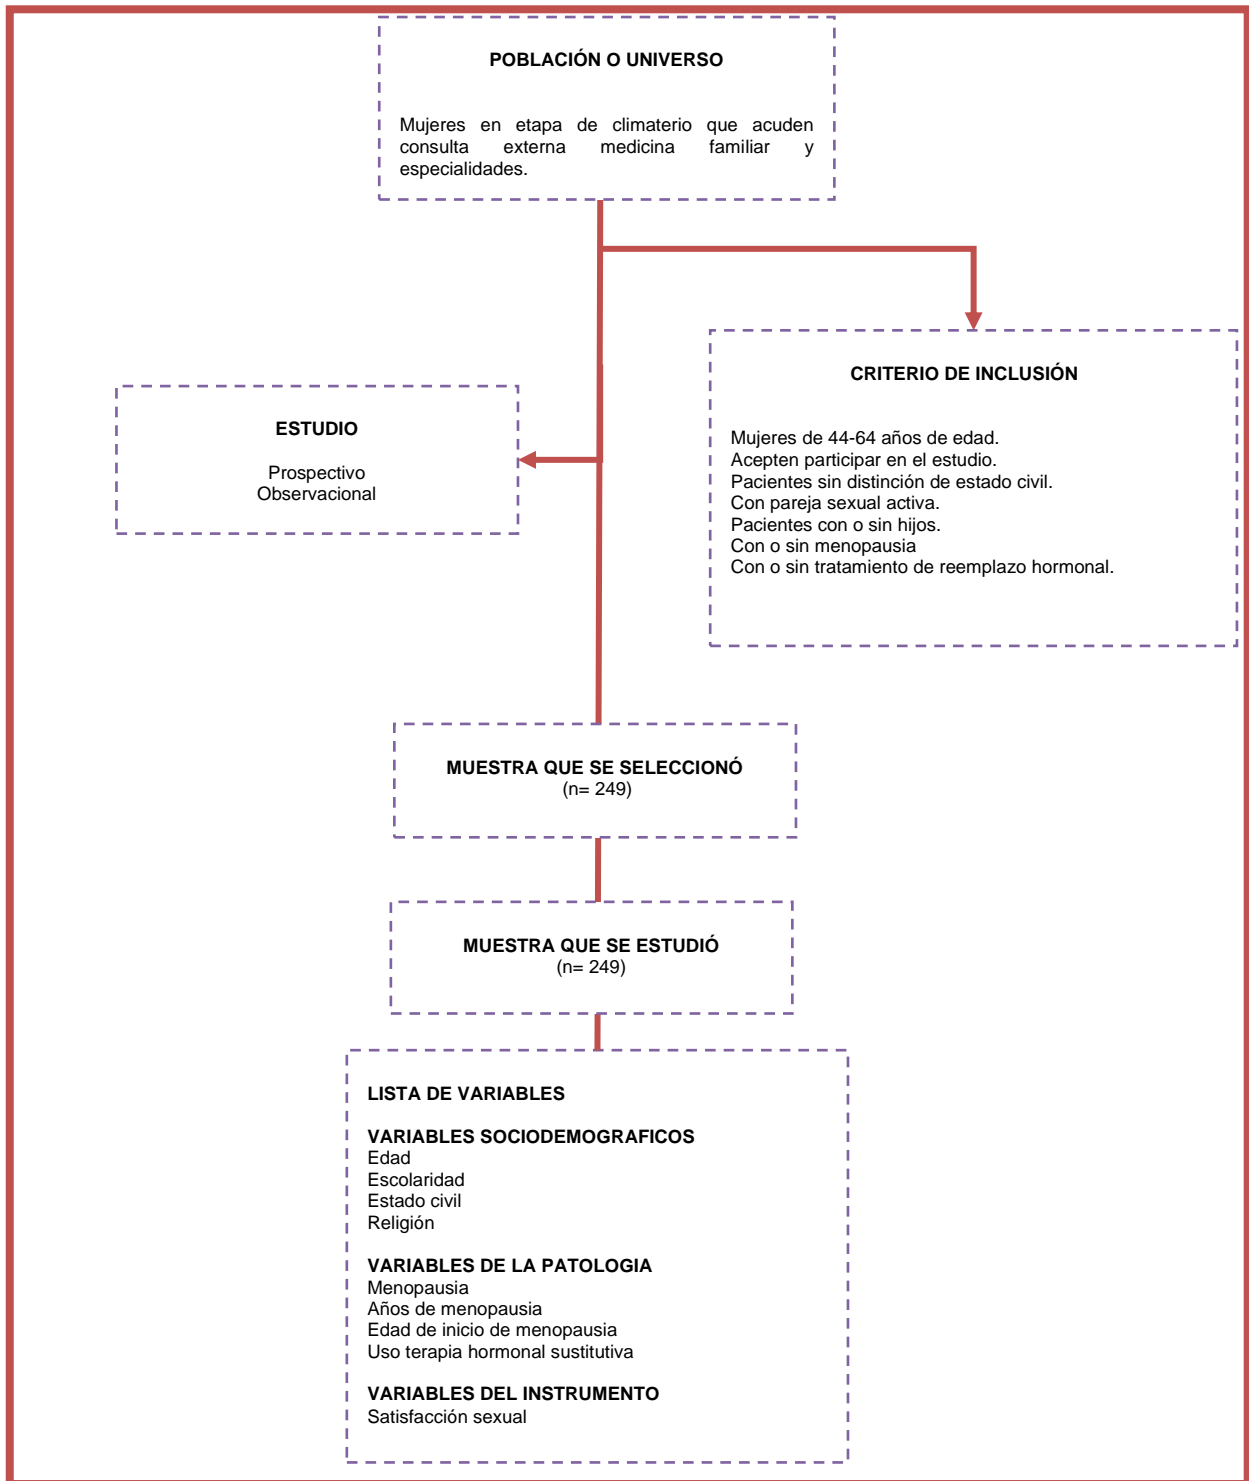 POBLACIÓN O UNIVERSO
Mujeres en etapa de climaterio que acuden
consulta externa medicina familiar y
especialidades.
CRITERIO DE INCLUSIÓN
Mujeres de 44-64 años de edad.
Acepten participar en el estudio.
Pacientes sin distinción de estado civil.
Con pareja sexual activa.
Pacientes con o sin hijos.
Con o sin menopausia
Con o sin tratamiento de reemplazo hormonal.
ESTUDIO
Prospectivo
Observacional
MUESTRA QUE SE SELECCIONÓ
(n= 249)
MUESTRA QUE SE ESTUDIÓ
(n= 249)
LISTA DE VARIABLES
VARIABLES SOCIODEMOGRAFICOS
Edad
Escolaridad
Estado civil
Religión
VARIABLES DE LA PATOLOGIA
Menopausia
Años de menopausia
Edad de inicio de menopausia
Uso terapia hormonal sustitutiva
VARIABLES DEL INSTRUMENTO
Satisfacción sexual